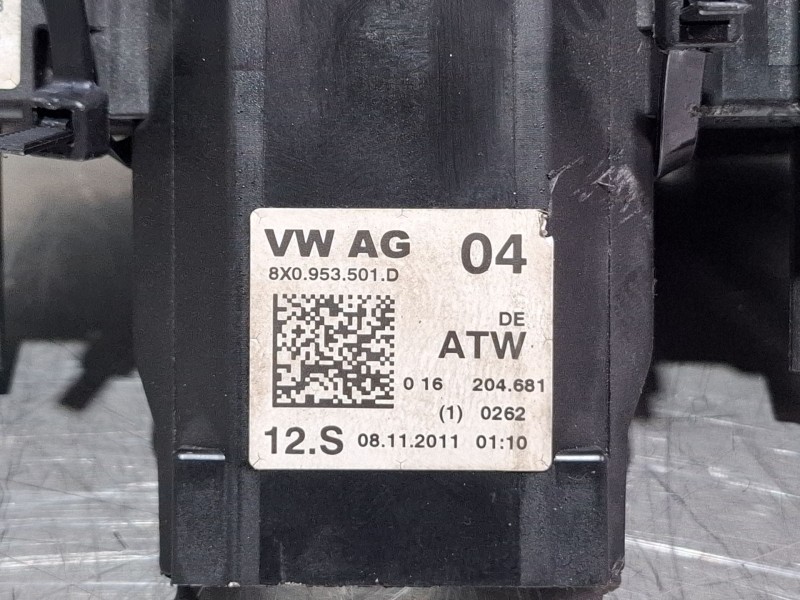 VW AG 04
8X0.953.501.D
DE
ATW
0 16 204.681
(1) 0262
12.S 08.11.2011 01:10